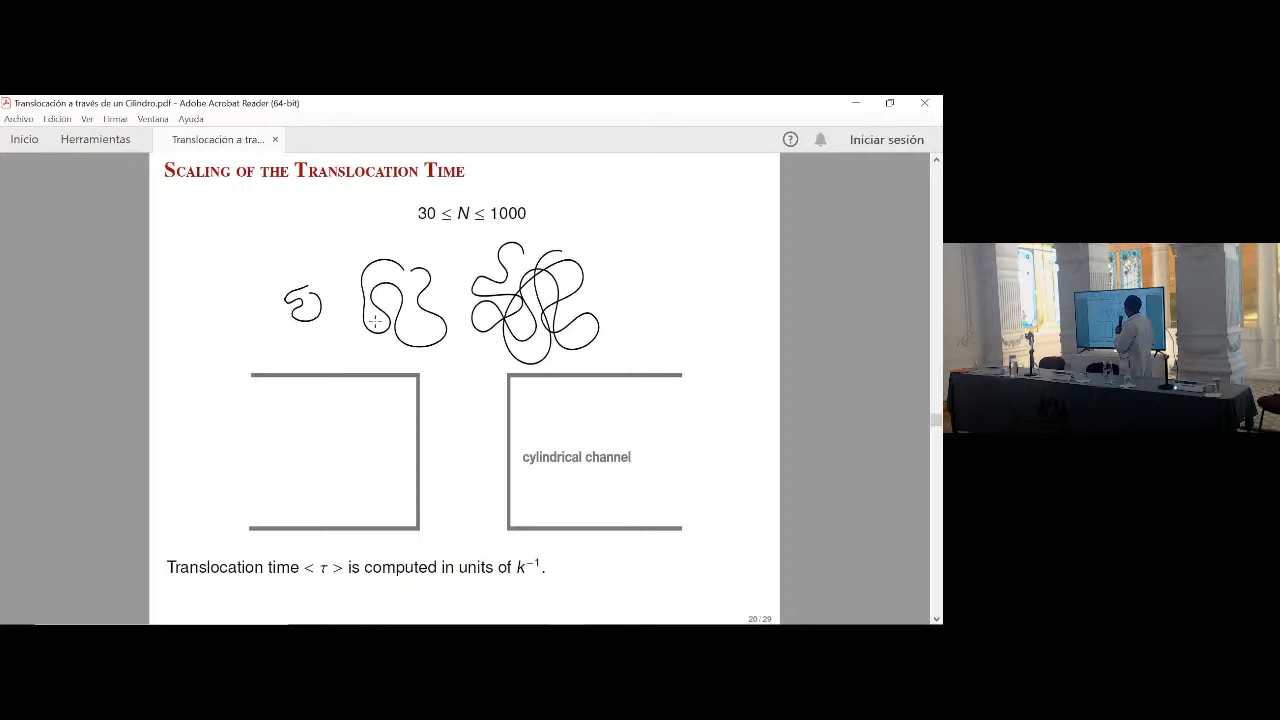 Translocación a través de un Cilindro.pdf - Adobe Acrobat Reader (64-bit)
Archivo Edición Ver Firmar Ventana Ayuda
Inicio Herramientas Translocación a tra... × Iniciar sesión
SCALING OF THE TRANSLOCATION TIME
30 ≤ N ≤ 1000
cylindrical channel
Translocation time < τ > is computed in units of k⁻¹.
20 / 29